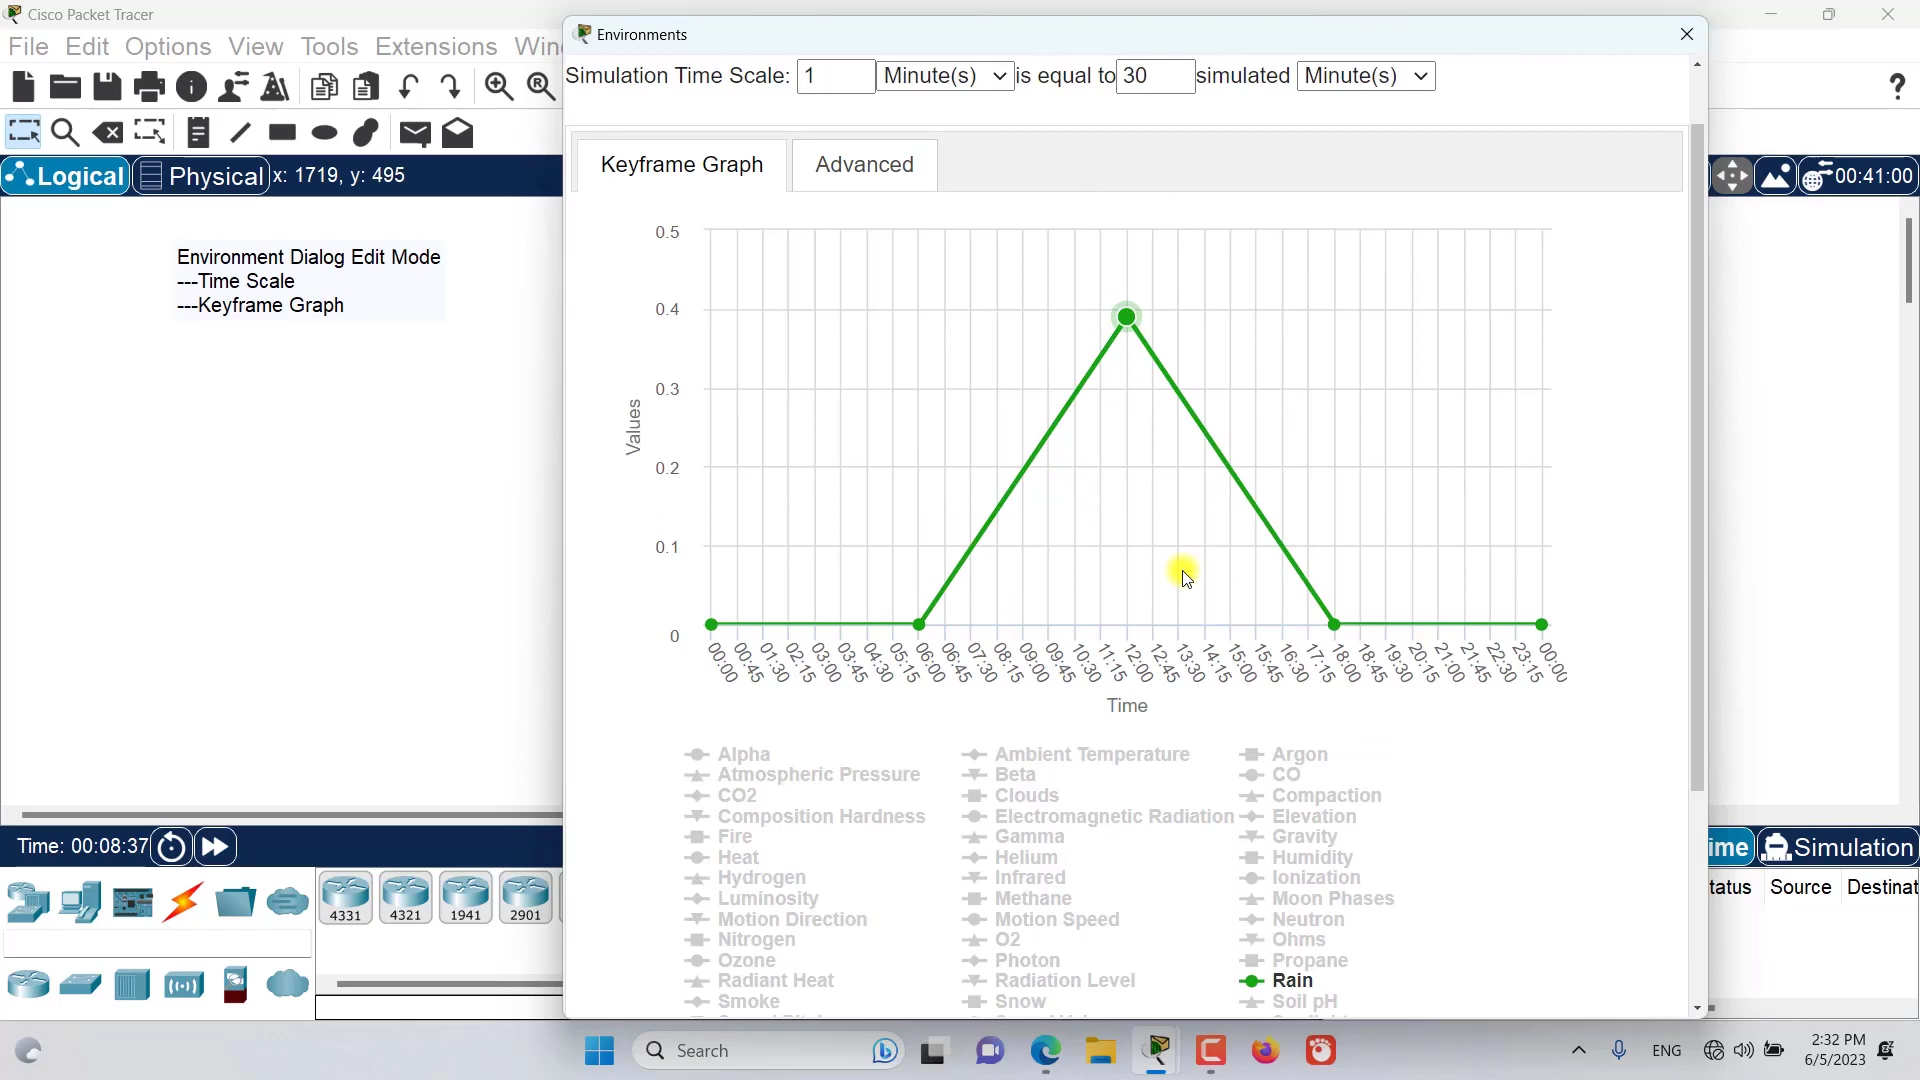 Cisco Packet Tracer
File Edit Options View Tools Extensions
Environments
Simulation Time Scale: 1 Minute(s) is equal to 30 simulated Minute(s)
Logical Physical x: 1719, y: 495
00:41:00
Keyframe Graph Advanced
Environment Dialog Edit Mode
---Time Scale
---Keyframe Graph
0.5
0.4
0.3
0.2
0.1
0
Values
00:00 00:45 01:30 02:15 03:00 03:45 04:30 05:15 06:00 06:45 07:30 08:15 09:00 09:45 10:30 11:15 12:00 12:45 13:30 14:15 15:00 15:45 16:30 17:15 18:00 18:45 19:30 20:15 21:00 21:45 22:30 23:15 00:00
Time
Alpha Ambient Temperature Argon
Atmospheric Pressure Beta CO
CO2 Clouds Compaction
Composition Hardness Electromagnetic Radiation Elevation
Fire Gamma Gravity
Heat Helium Humidity
Hydrogen Infrared Ionization
Luminosity Methane Moon Phases
Motion Direction Motion Speed Neutron
Nitrogen O2 Ohms
Ozone Photon Propane
Radiant Heat Radiation Level Rain
Smoke Snow Soil pH
Time: 00:08:37
Simulation
4331 4321 1941 2901
Source Destinat
Search
ENG
2:32 PM
6/5/2023